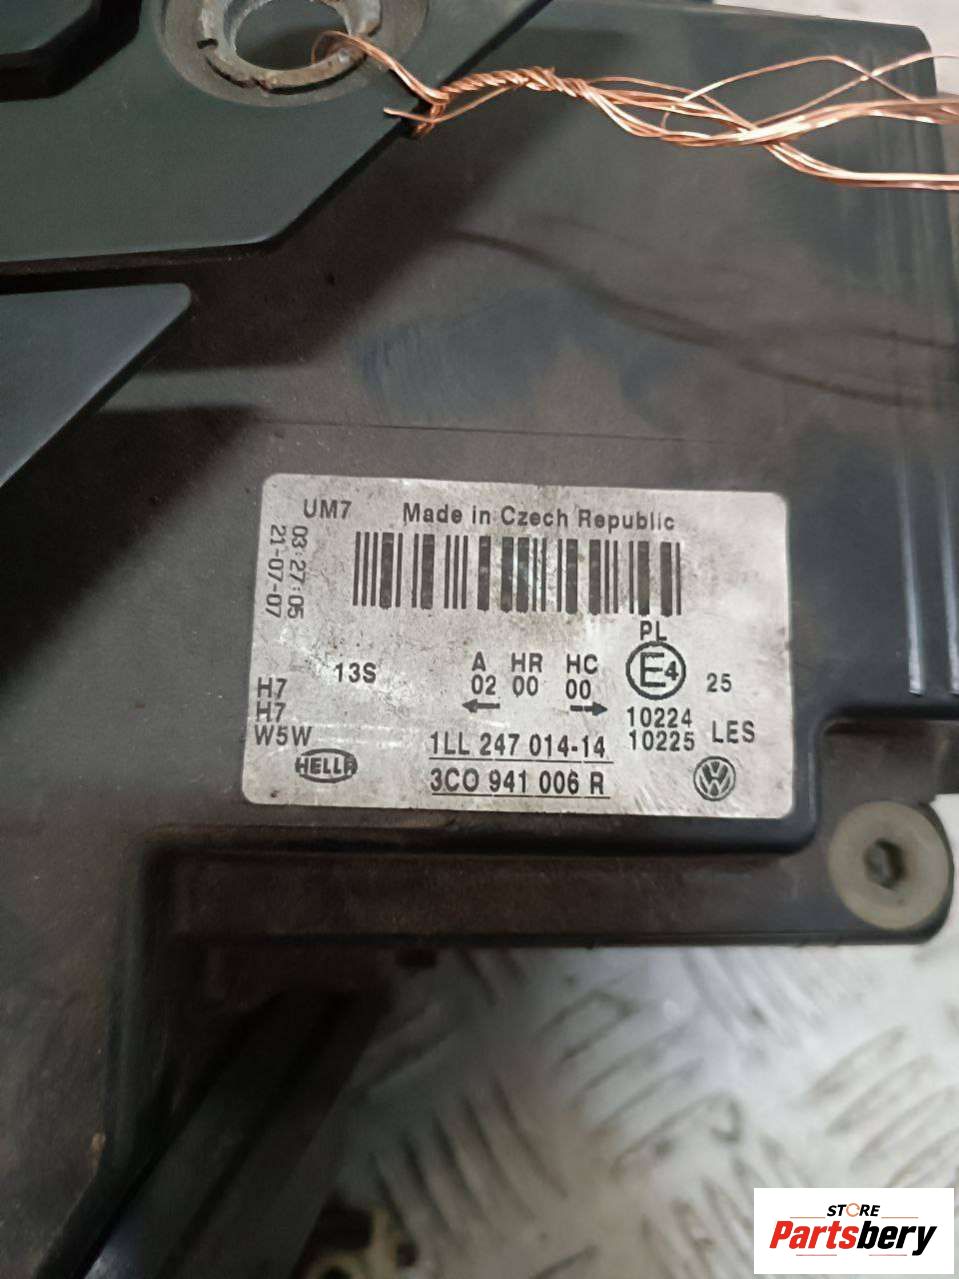 UM7 Made in Czech Republic
03:27:05
21-07-07
PL
13S
A HR HC
02 00 00
E4
25
H7
H7
W5W
10224
10225 LES
HELLA
1LL 247 014-14
3C0 941 006 R
VW
STORE
Partsbery